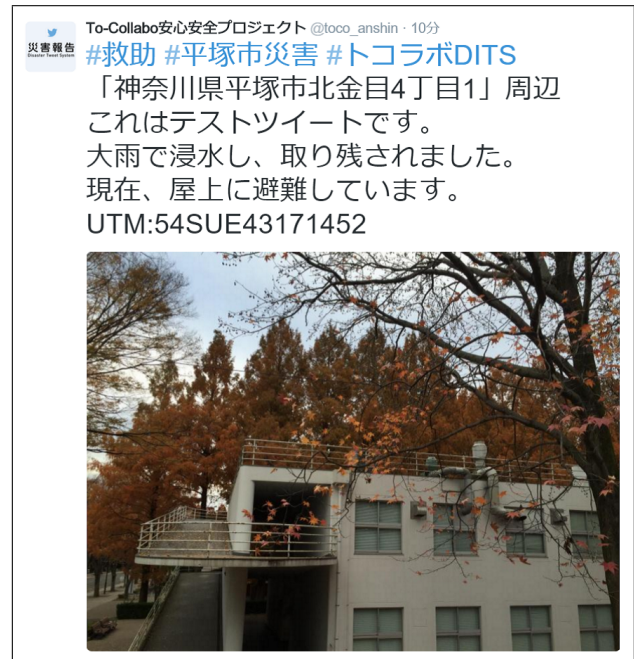 To-Collabo安心安全プロジェクト @toco_anshin · 10分
災害報告
Disaster Tweet System
#救助 #平塚市災害 #トコラボDITS
「神奈川県平塚市北金目4丁目1」周辺
これはテストツイートです。
大雨で浸水し、取り残されました。
現在、屋上に避難しています。
UTM:54SUE43171452